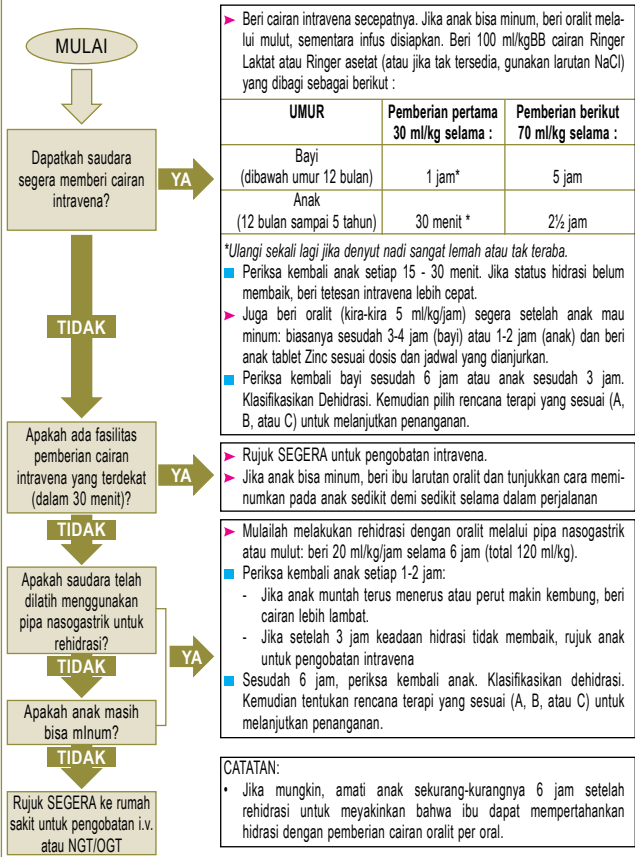 MULAI
Dapatkah saudara
segera memberi cairan
intravena?
YA
➤ Beri cairan intravena secepatnya. Jika anak bisa minum, beri oralit mela-
lui mulut, sementara infus disiapkan. Beri 100 ml/kgBB cairan Ringer
Laktat atau Ringer asetat (atau jika tak tersedia, gunakan larutan NaCl)
yang dibagi sebagai berikut :
UMUR Pemberian pertama 30 ml/kg selama : Pemberian berikut 70 ml/kg selama :
Bayi
(dibawah umur 12 bulan) 1 jam* 5 jam
Anak
(12 bulan sampai 5 tahun) 30 menit * 2½ jam
*Ulangi sekali lagi jika denyut nadi sangat lemah atau tak teraba.
■ Periksa kembali anak setiap 15 - 30 menit. Jika status hidrasi belum
membaik, beri tetesan intravena lebih cepat.
➤ Juga beri oralit (kira-kira 5 ml/kg/jam) segera setelah anak mau
minum: biasanya sesudah 3-4 jam (bayi) atau 1-2 jam (anak) dan beri
anak tablet Zinc sesuai dosis dan jadwal yang dianjurkan.
■ Periksa kembali bayi sesudah 6 jam atau anak sesudah 3 jam.
Klasifikasikan Dehidrasi. Kemudian pilih rencana terapi yang sesuai (A,
B, atau C) untuk melanjutkan penanganan.
TIDAK
Apakah ada fasilitas
pemberian cairan
intravena yang terdekat
(dalam 30 menit)?
YA
➤ Rujuk SEGERA untuk pengobatan intravena.
➤ Jika anak bisa minum, beri ibu larutan oralit dan tunjukkan cara memi-
numkan pada anak sedikit demi sedikit selama dalam perjalanan
TIDAK
Apakah saudara telah
dilatih menggunakan
pipa nasogastrik untuk
rehidrasi?
TIDAK
Apakah anak masih
bisa mInum?
YA
➤ Mulailah melakukan rehidrasi dengan oralit melalui pipa nasogastrik
atau mulut: beri 20 ml/kg/jam selama 6 jam (total 120 ml/kg).
■ Periksa kembali anak setiap 1-2 jam:
- Jika anak muntah terus menerus atau perut makin kembung, beri
cairan lebih lambat.
- Jika setelah 3 jam keadaan hidrasi tidak membaik, rujuk anak
untuk pengobatan intravena
■ Sesudah 6 jam, periksa kembali anak. Klasifikasikan dehidrasi.
Kemudian tentukan rencana terapi yang sesuai (A, B, atau C) untuk
melanjutkan penanganan.
TIDAK
Rujuk SEGERA ke rumah
sakit untuk pengobatan i.v.
atau NGT/OGT
CATATAN:
• Jika mungkin, amati anak sekurang-kurangnya 6 jam setelah
rehidrasi untuk meyakinkan bahwa ibu dapat mempertahankan
hidrasi dengan pemberian cairan oralit per oral.